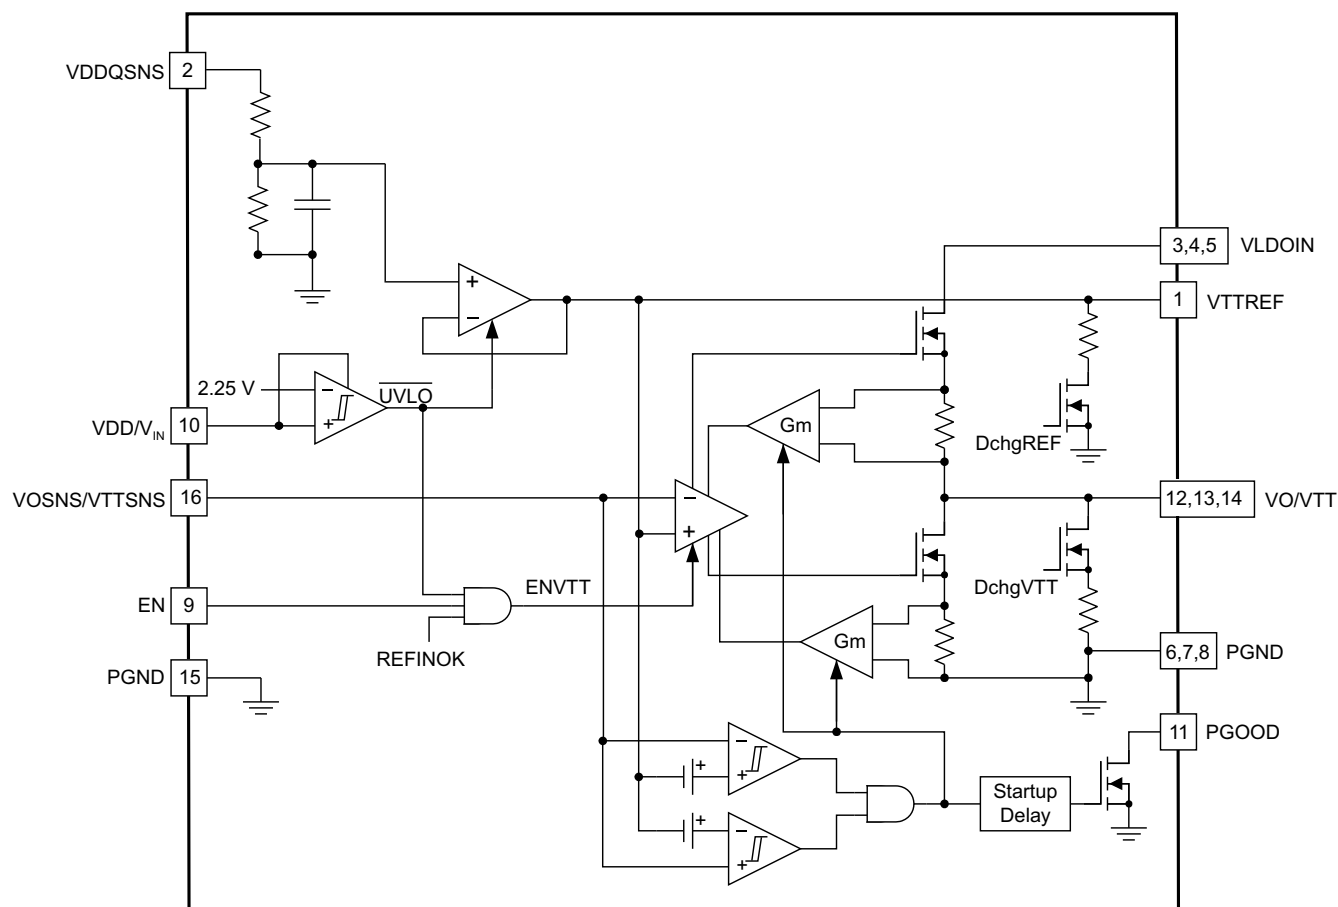 VDDQSNS 2
+
−
3,4,5 VLDOIN
1 VTTREF
2.25 V
−
+
UVLO
VDD/VIN 10
Gm
DchgREF
VOSNS/VTTSNS 16
−
+
12,13,14 VO/VTT
DchgVTT
EN 9
ENVTT
REFINOK
Gm
6,7,8 PGND
PGND 15
11 PGOOD
−
+
+
Startup
Delay
+
−
+